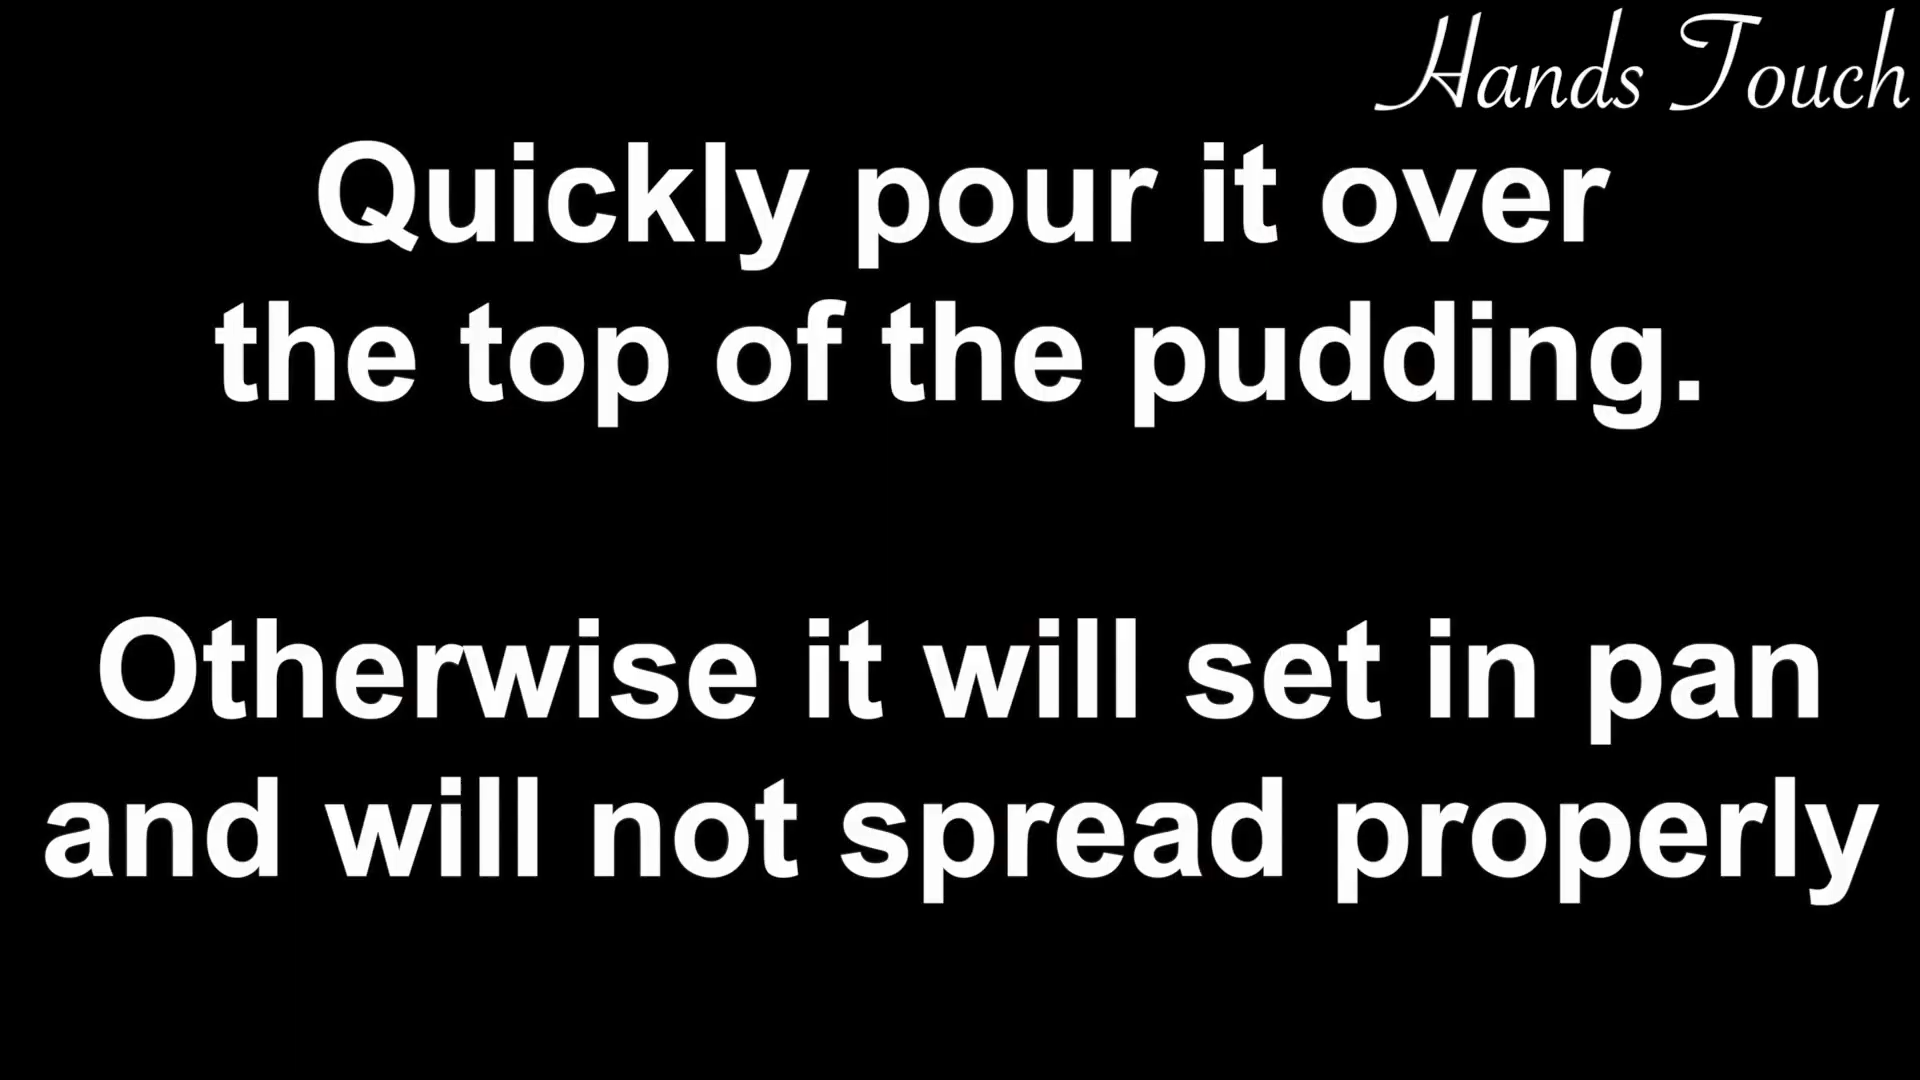 Hands Touch
Quickly pour it over
the top of the pudding.
Otherwise it will set in pan
and will not spread properly